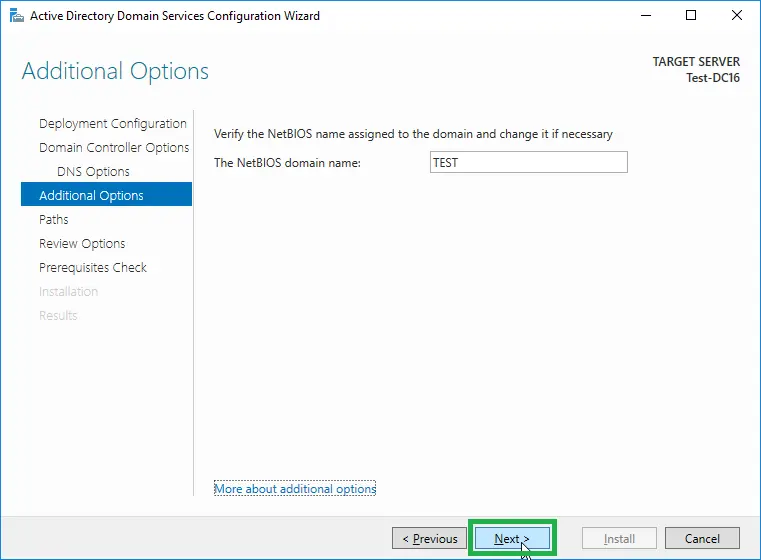 Active Directory Domain Services Configuration Wizard
Additional Options
TARGET SERVER
Test-DC16
Deployment Configuration
Domain Controller Options
DNS Options
Additional Options
Paths
Review Options
Prerequisites Check
Installation
Results
Verify the NetBIOS name assigned to the domain and change it if necessary
The NetBIOS domain name: TEST
More about additional options
< Previous Next > Install Cancel